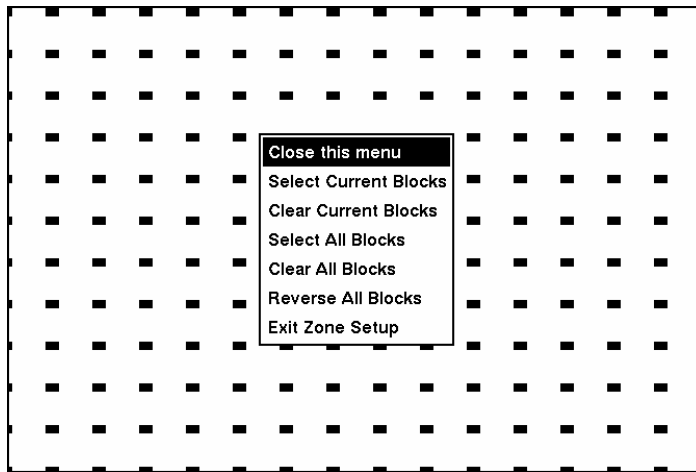 Close this menu
Select Current Blocks
Clear Current Blocks
Select All Blocks
Clear All Blocks
Reverse All Blocks
Exit Zone Setup